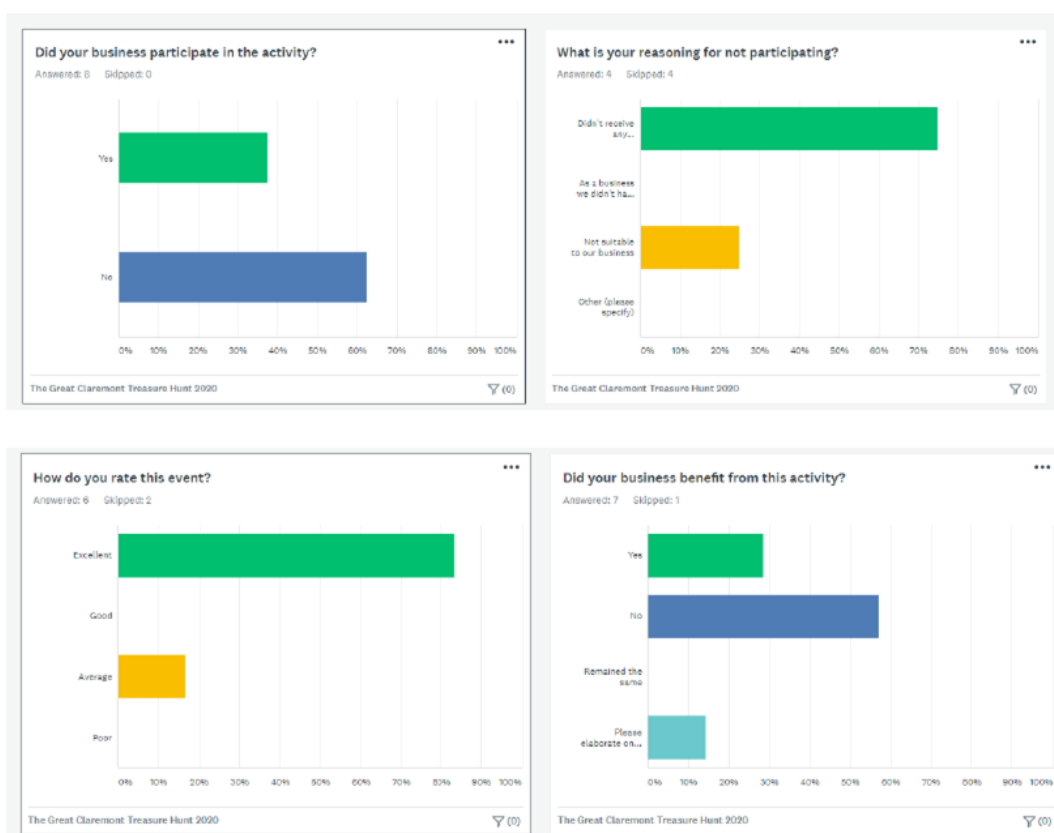 Did your business participate in the activity?
Answered: 8 Skipped: 0
Yes
No
0% 10% 20% 30% 40% 50% 60% 70% 80% 90% 100%
The Great Claremont Treasure Hunt 2020
(0)
What is your reasoning for not participating?
Answered: 4 Skipped: 4
Didn't receive
any...
As a business
we didn't ha...
Not suitable
to our business
Other (please
specify)
0% 10% 20% 30% 40% 50% 60% 70% 80% 90% 100%
The Great Claremont Treasure Hunt 2020
(0)
How do you rate this event?
Answered: 6 Skipped: 2
Excellent
Good
Average
Poor
0% 10% 20% 30% 40% 50% 60% 70% 80% 90% 100%
The Great Claremont Treasure Hunt 2020
(0)
Did your business benefit from this activity?
Answered: 7 Skipped: 1
Yes
No
Remained the
same
Please
elaborate on...
0% 10% 20% 30% 40% 50% 60% 70% 80% 90% 100%
The Great Claremont Treasure Hunt 2020
(0)